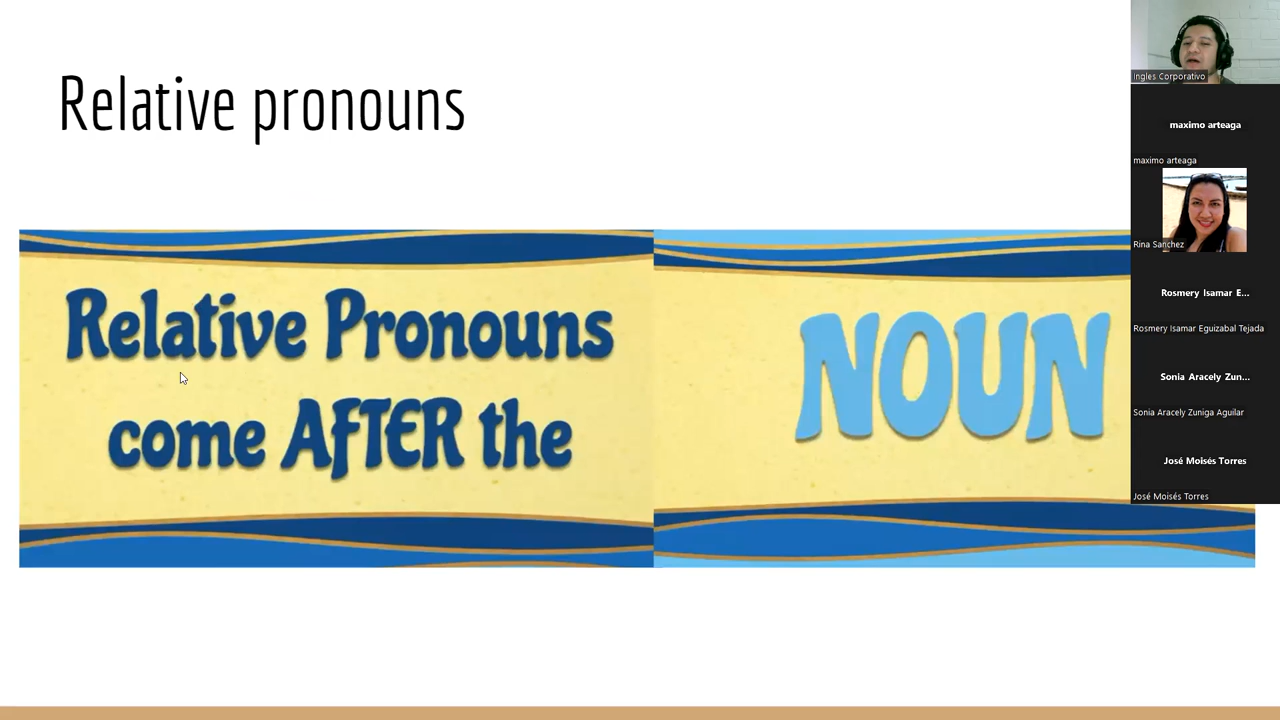 Relative pronouns
Relative Pronouns
come AFTER the
NOUN
Ingles Corporativo
maximo arteaga
maximo arteaga
Rina Sanchez
Rosmery Isamar E...
Rosmery Isamar Eguizabal Tejada
Sonia Aracely Zun...
Sonia Aracely Zuniga Aguilar
José Moisés Torres
José Moisés Torres